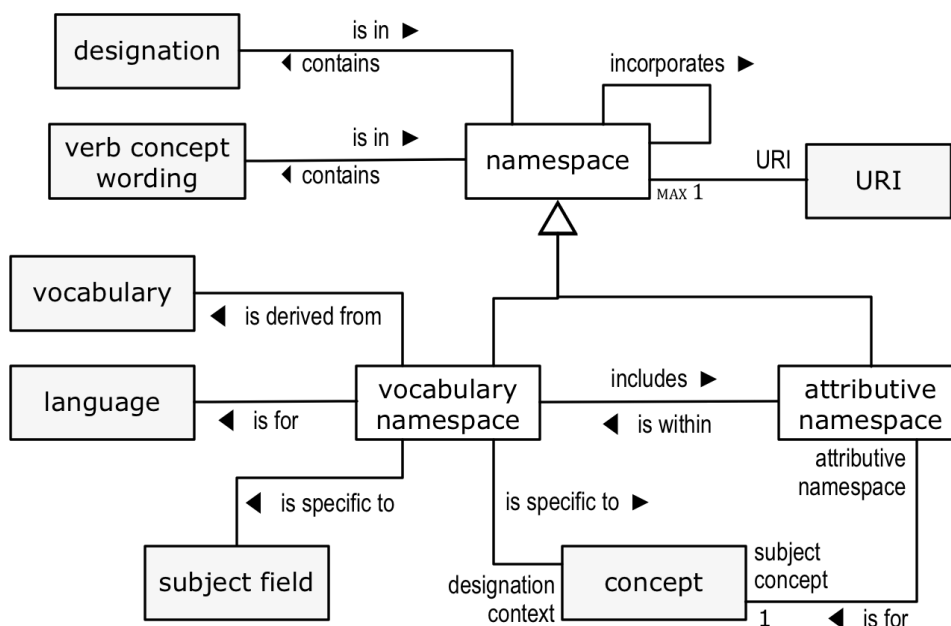 designation
is in ►
◄ contains
incorporates ►
verb concept
wording
is in ►
◄ contains
namespace
URI
MAX 1
URI
vocabulary
◄ is derived from
language
◄ is for
vocabulary
namespace
includes ►
◄ is within
attributive
namespace
attributive
namespace
◄ is specific to
is specific to ►
subject field
designation
context
concept
subject
concept
1
◄ is for